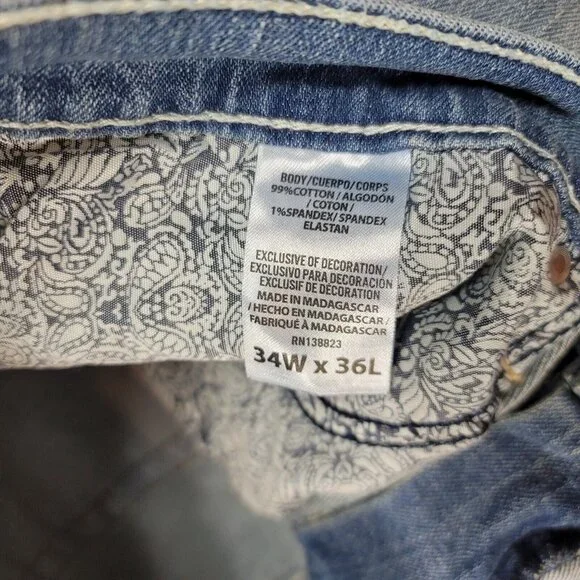 BODY/CUERPO/CORPS
99%COTTON/ALGODÓN
/COTON/
1%SPANDEX/SPANDEX
ELASTAN
EXCLUSIVE OF DECORATION/
EXCLUSIVO PARA DECORACIÓN
EXCLUSIF DE DÉCORATION
MADE IN MADAGASCAR
/HECHO EN MADAGASCAR/
FABRIQUÉ À MADAGASCAR
RN138823
34W x 36L